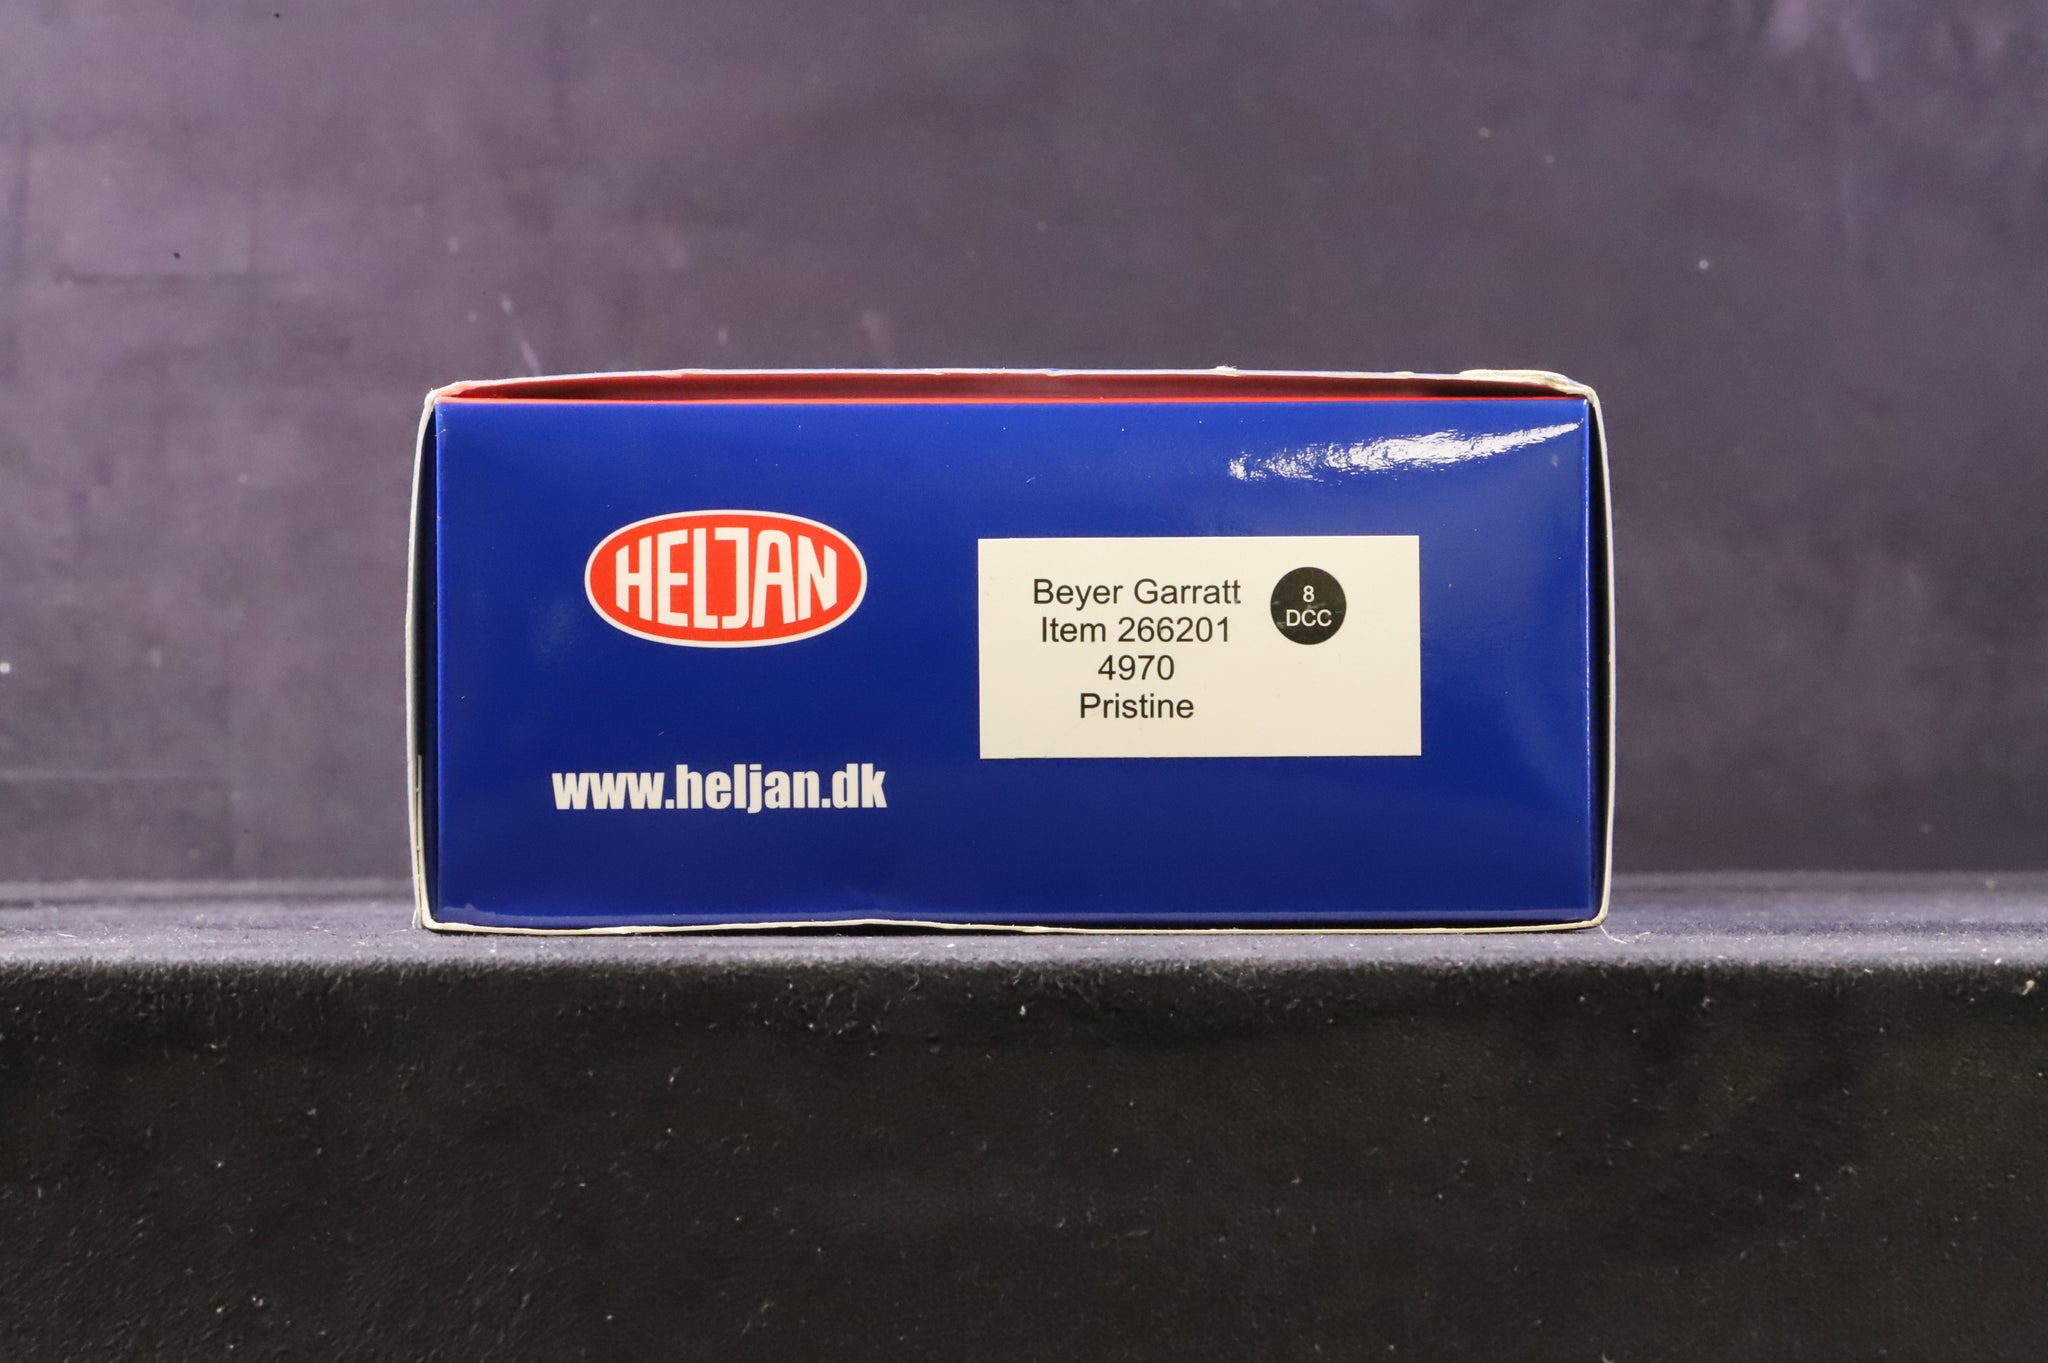 HELJAN
www.heljan.dk
Beyer Garratt
Item 266201
4970
Pristine
8
DCC